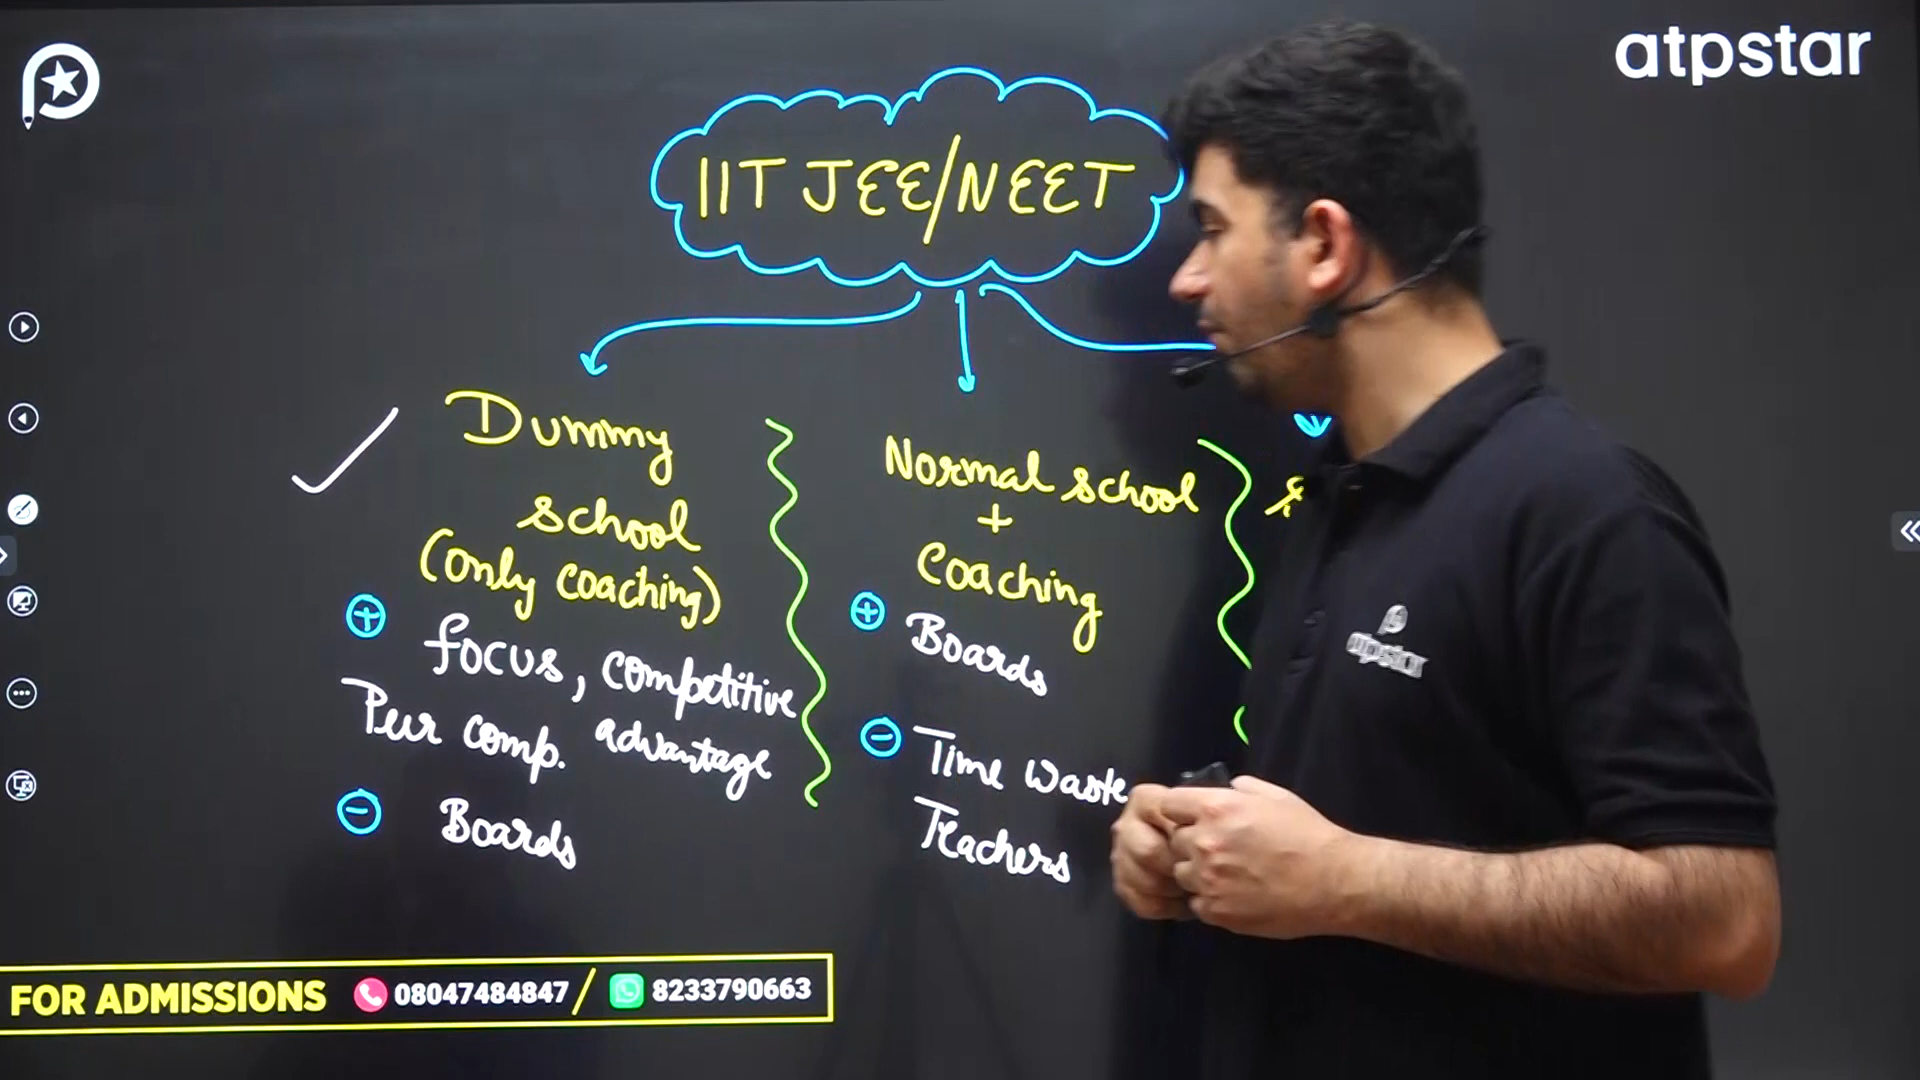 atpstar
IIT JEE/NEET
Dummy
school
(only coaching)
+
focus, competitive
Peer comp. advantage
-
Boards
Normal school
+
Coaching
+
Boards
-
Time waste
Teachers
atpstar
FOR ADMISSIONS 08047484847 / 8233790663